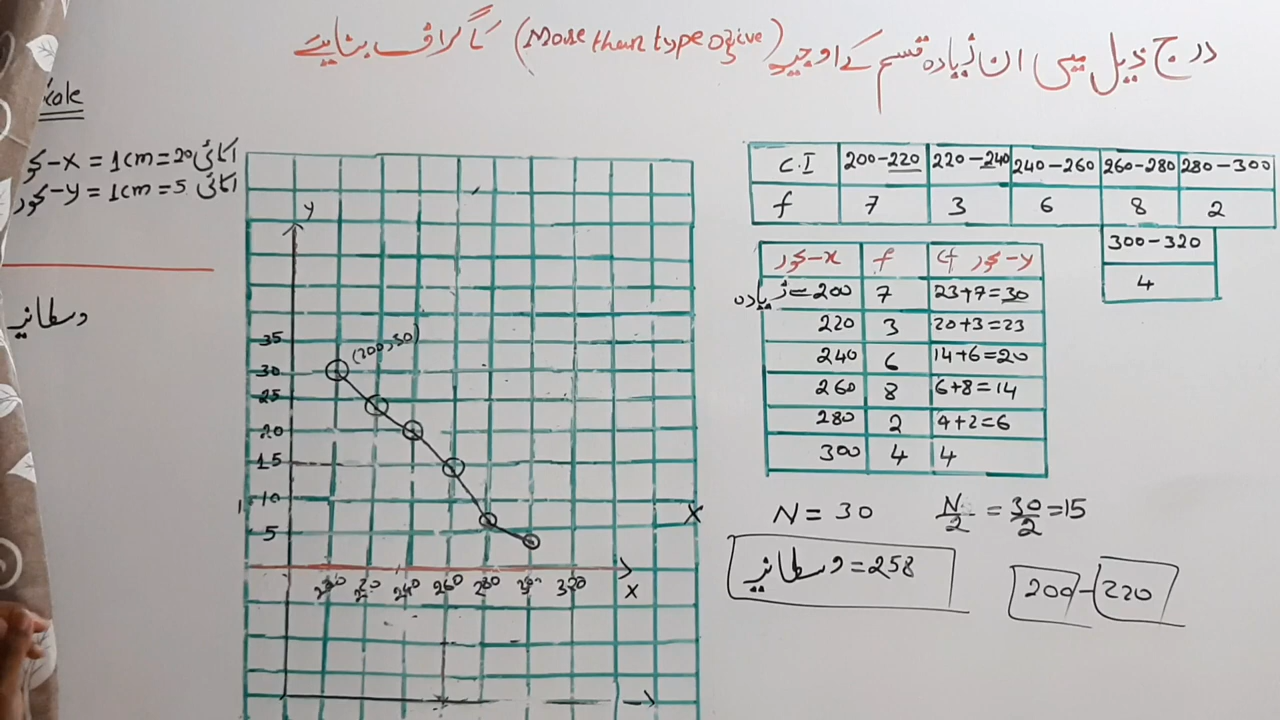 درج ذیل میں ان زیادہ قسم کے اوجیو (More than type ogive) کا گراف بنائیے
cale
x-محور = 1cm = 20 اکائی
y-محور = 1cm = 5 اکائی
وسطانیہ
C.I 200-220 220-240 240-260 260-280 280-300
f 7 3 6 8 2
300-320
4
x-محور f cf y-محور
زیادہ = 200 7 23+7=30
220 3 20+3=23
240 6 14+6=20
260 8 6+8=14
280 2 4+2=6
300 4 4
N = 30 N/2 = 30/2 = 15
وسطانیہ = 258
200-220
y
(200,30)
35
30
25
20
15
10
5
X
200 220 240 260 280 300 320
x